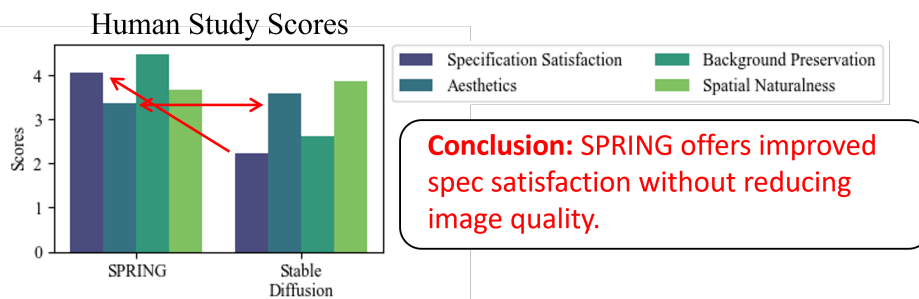 Human Study Scores
Scores
4
3
2
1
0
SPRING
Stable
Diffusion
Specification Satisfaction
Background Preservation
Aesthetics
Spatial Naturalness
Conclusion: SPRING offers improved
spec satisfaction without reducing
image quality.